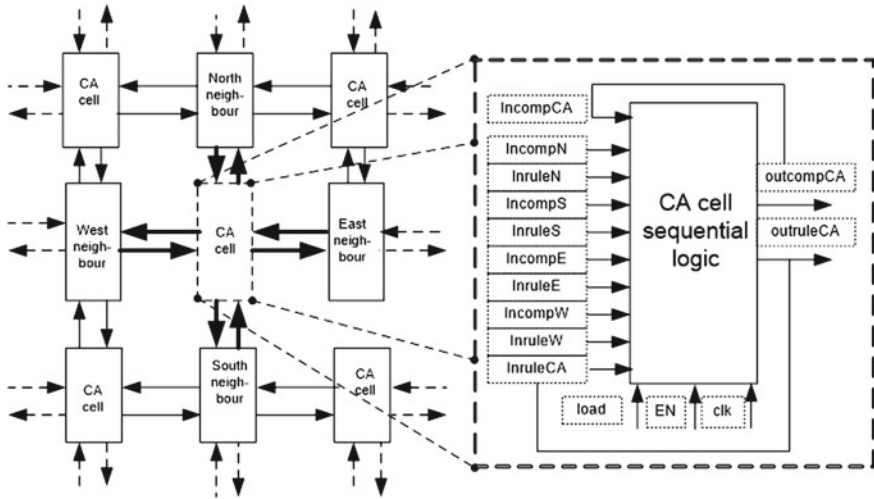 CA
cell
North
neigh-
bour
CA
cell
West
neigh-
bour
CA
cell
East
neigh-
bour
CA
cell
South
neigh-
bour
CA
cell
IncompCA
IncompN
InruleN
IncompS
InruleS
IncompE
InruleE
IncompW
InruleW
InruleCA
CA cell
sequential
logic
outcompCA
outruleCA
load
EN
clk